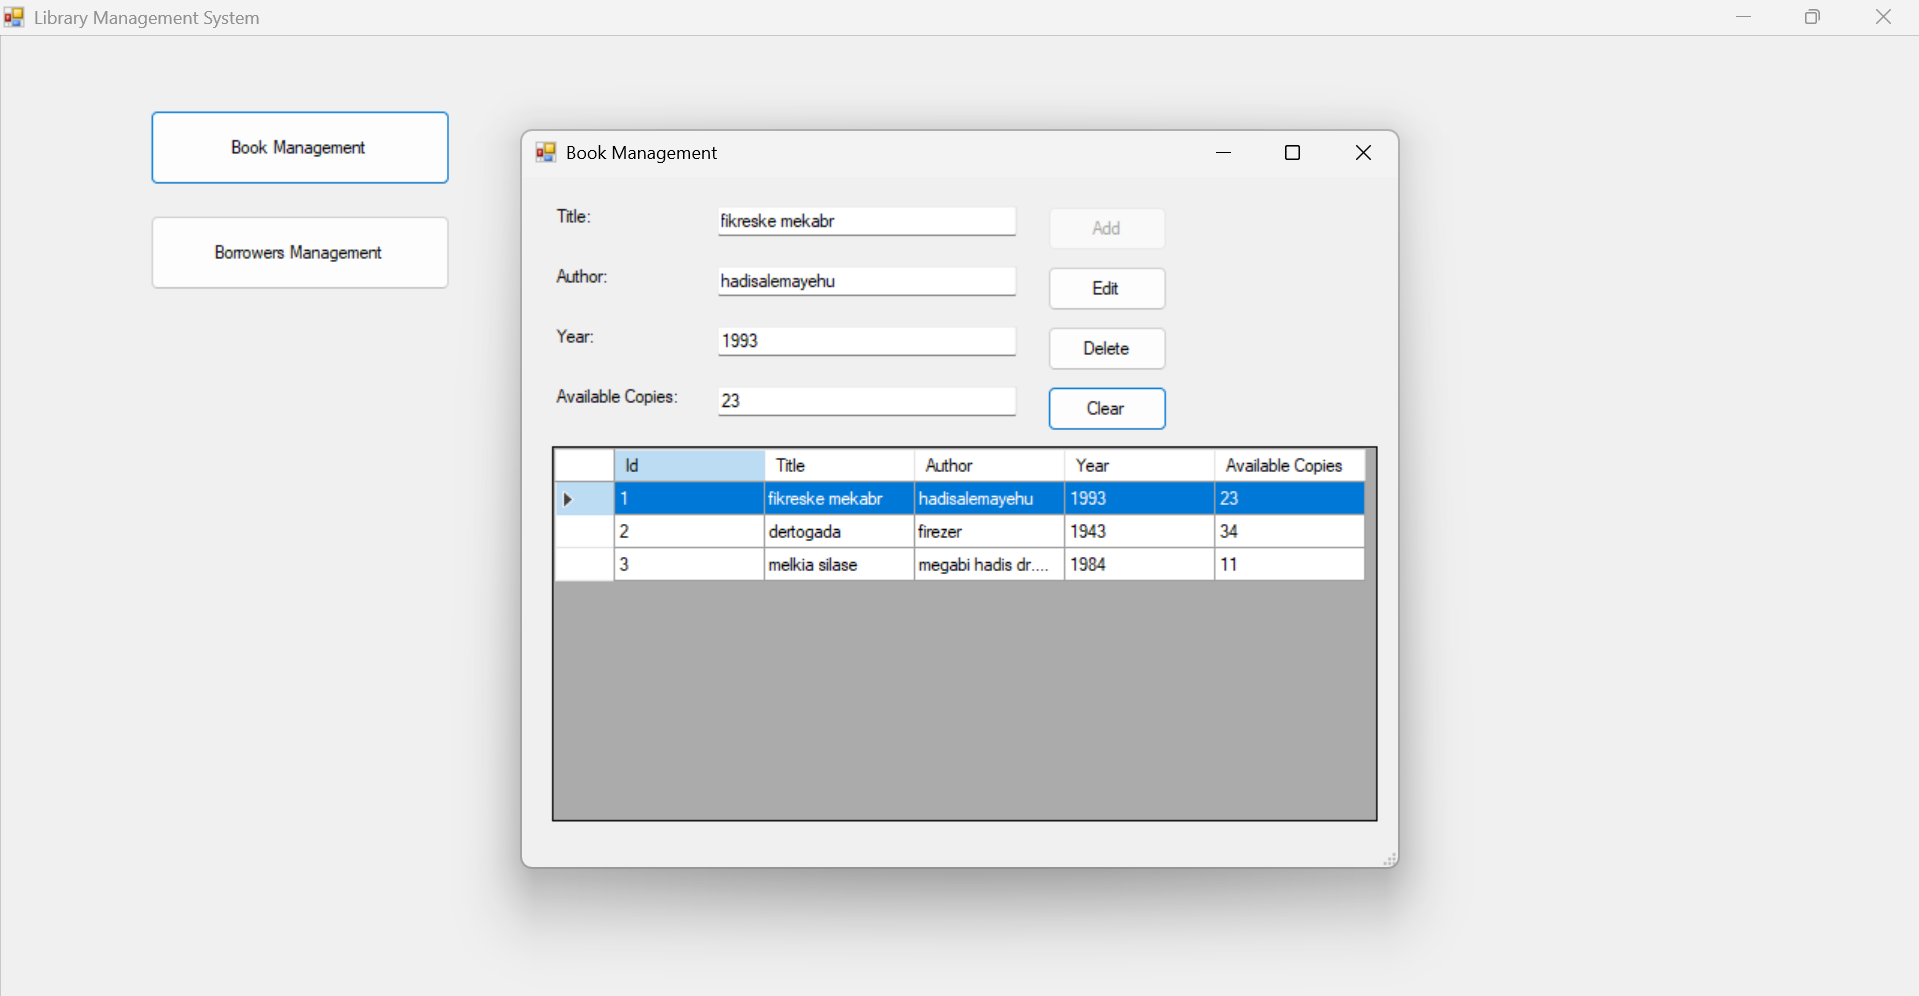 Library Management System
Book Management
Borrowers Management
Book Management
Title: fikreske mekabr Add
Author: hadisalemayehu Edit
Year: 1993 Delete
Available Copies: 23 Clear
Id Title Author Year Available Copies
1 fikreske mekabr hadisalemayehu 1993 23
2 dertogada firezer 1943 34
3 melkia silase megabi hadis dr.... 1984 11